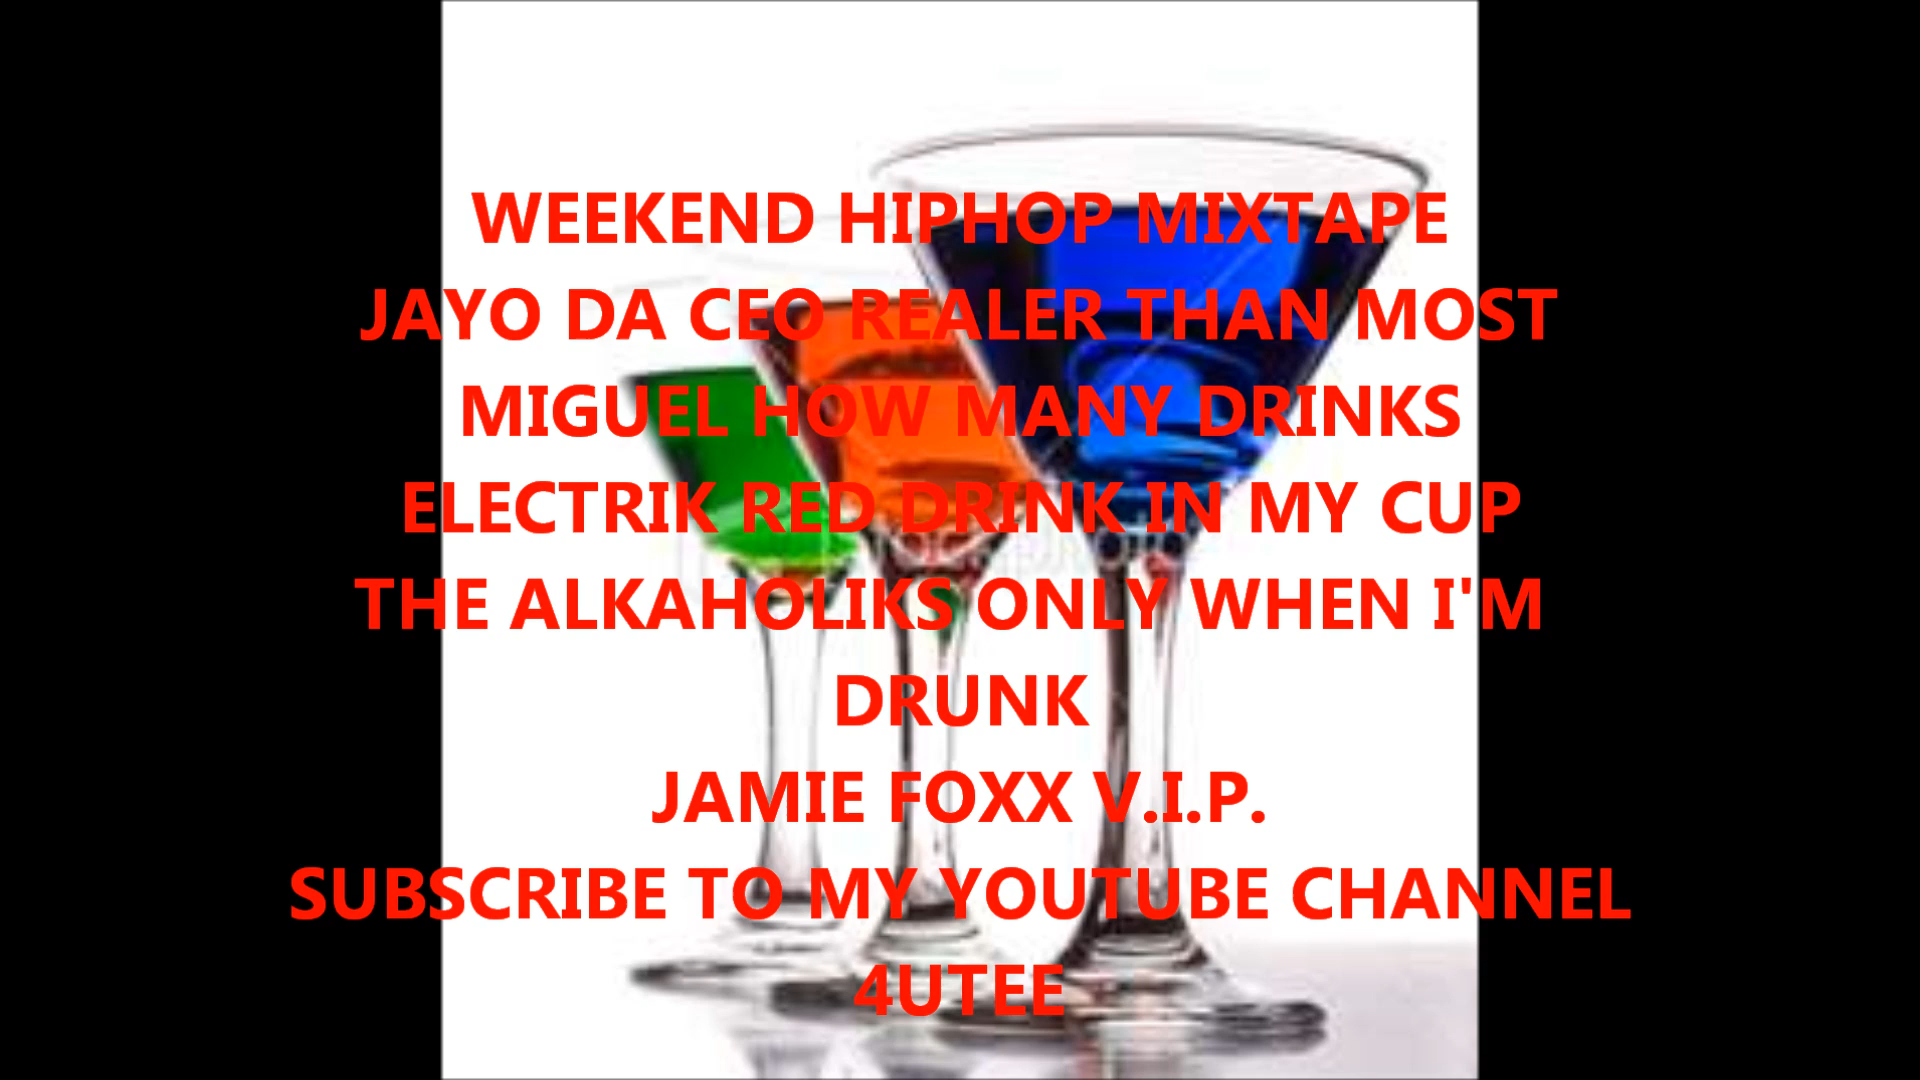 WEEKEND HIPHOP MIXTAPE
JAYO DA CEO REALER THAN MOST
MIGUEL HOW MANY DRINKS
ELECTRIK RED DRINK IN MY CUP
THE ALKAHOLIKS ONLY WHEN I'M
DRUNK
JAMIE FOXX V.I.P.
SUBSCRIBE TO MY YOUTUBE CHANNEL
4UTEE